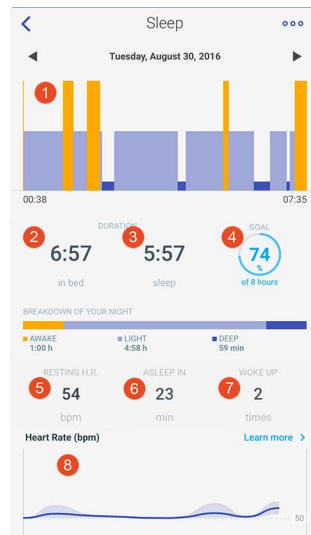 Sleep
Tuesday, August 30, 2016
1
00:38 07:35
DURATION GOAL
2 6:57 3 5:57 4 74
%
in bed sleep of 8 hours
BREAKDOWN OF YOUR NIGHT
AWAKE LIGHT DEEP
1:00 h 4:58 h 59 min
RESTING H.R. ASLEEP IN WOKE UP
5 54 6 23 7 2
bpm min times
Heart Rate (bpm) Learn more >
8
50